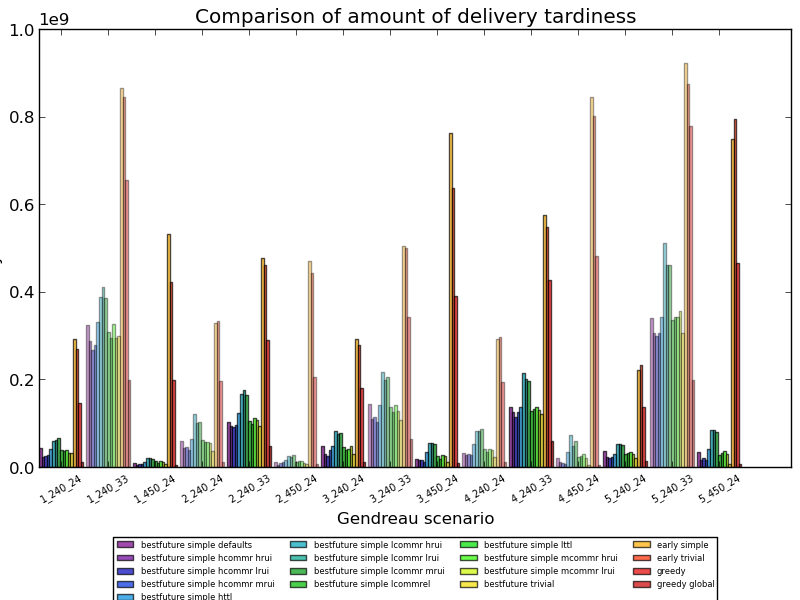 Comparison of amount of delivery tardiness
1e9
1.0
0.8
0.6
0.4
0.2
0.0
1_240_24 1_240_33 1_450_24 2_240_24 2_240_33 2_450_24 3_240_24 3_240_33 3_450_24 4_240_24 4_240_33 4_450_24 5_240_24 5_240_33 5_450_24
Gendreau scenario
bestfuture simple defaults bestfuture simple lcommr hrui bestfuture simple lttl early simple
bestfuture simple hcommr hrui bestfuture simple lcommr lrui bestfuture simple mcommr hrui early trivial
bestfuture simple hcommr lrui bestfuture simple lcommr mrui bestfuture simple mcommr lrui greedy
bestfuture simple hcommr mrui bestfuture simple lcommrel bestfuture trivial greedy global
bestfuture simple httl